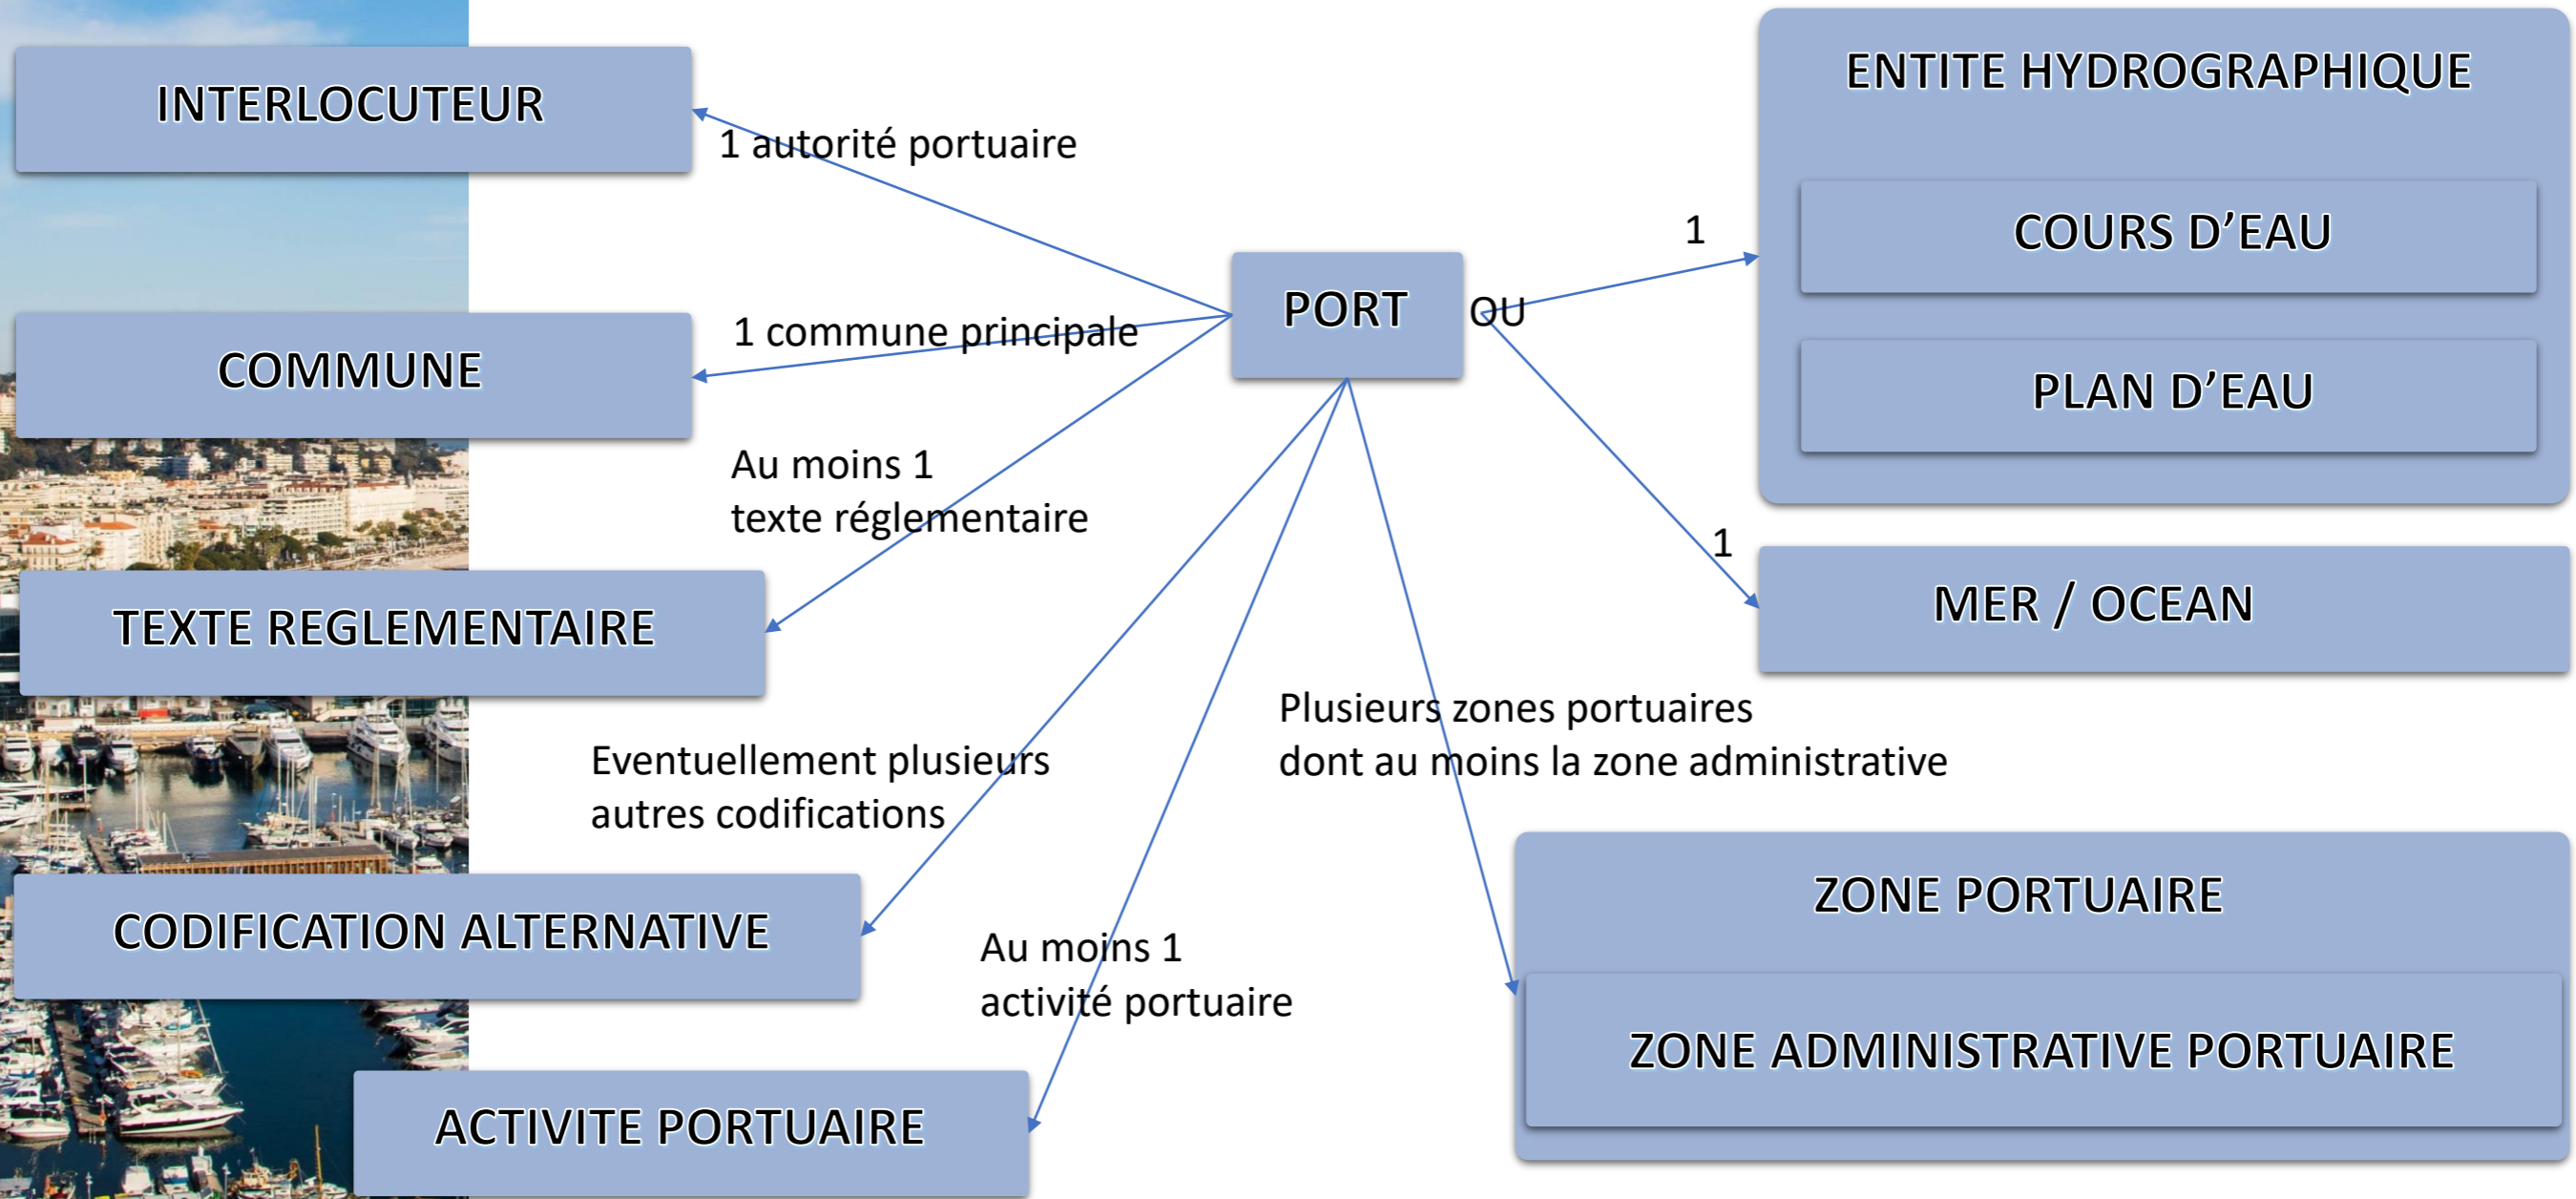 INTERLOCUTEUR
1 autorité portuaire
COMMUNE
1 commune principale
Au moins 1
texte réglementaire
TEXTE REGLEMENTAIRE
Eventuellement plusieurs
autres codifications
CODIFICATION ALTERNATIVE
Au moins 1
activité portuaire
ACTIVITE PORTUAIRE
PORT
OU
1
ENTITE HYDROGRAPHIQUE
COURS D’EAU
PLAN D’EAU
1
MER / OCEAN
Plusieurs zones portuaires
dont au moins la zone administrative
ZONE PORTUAIRE
ZONE ADMINISTRATIVE PORTUAIRE